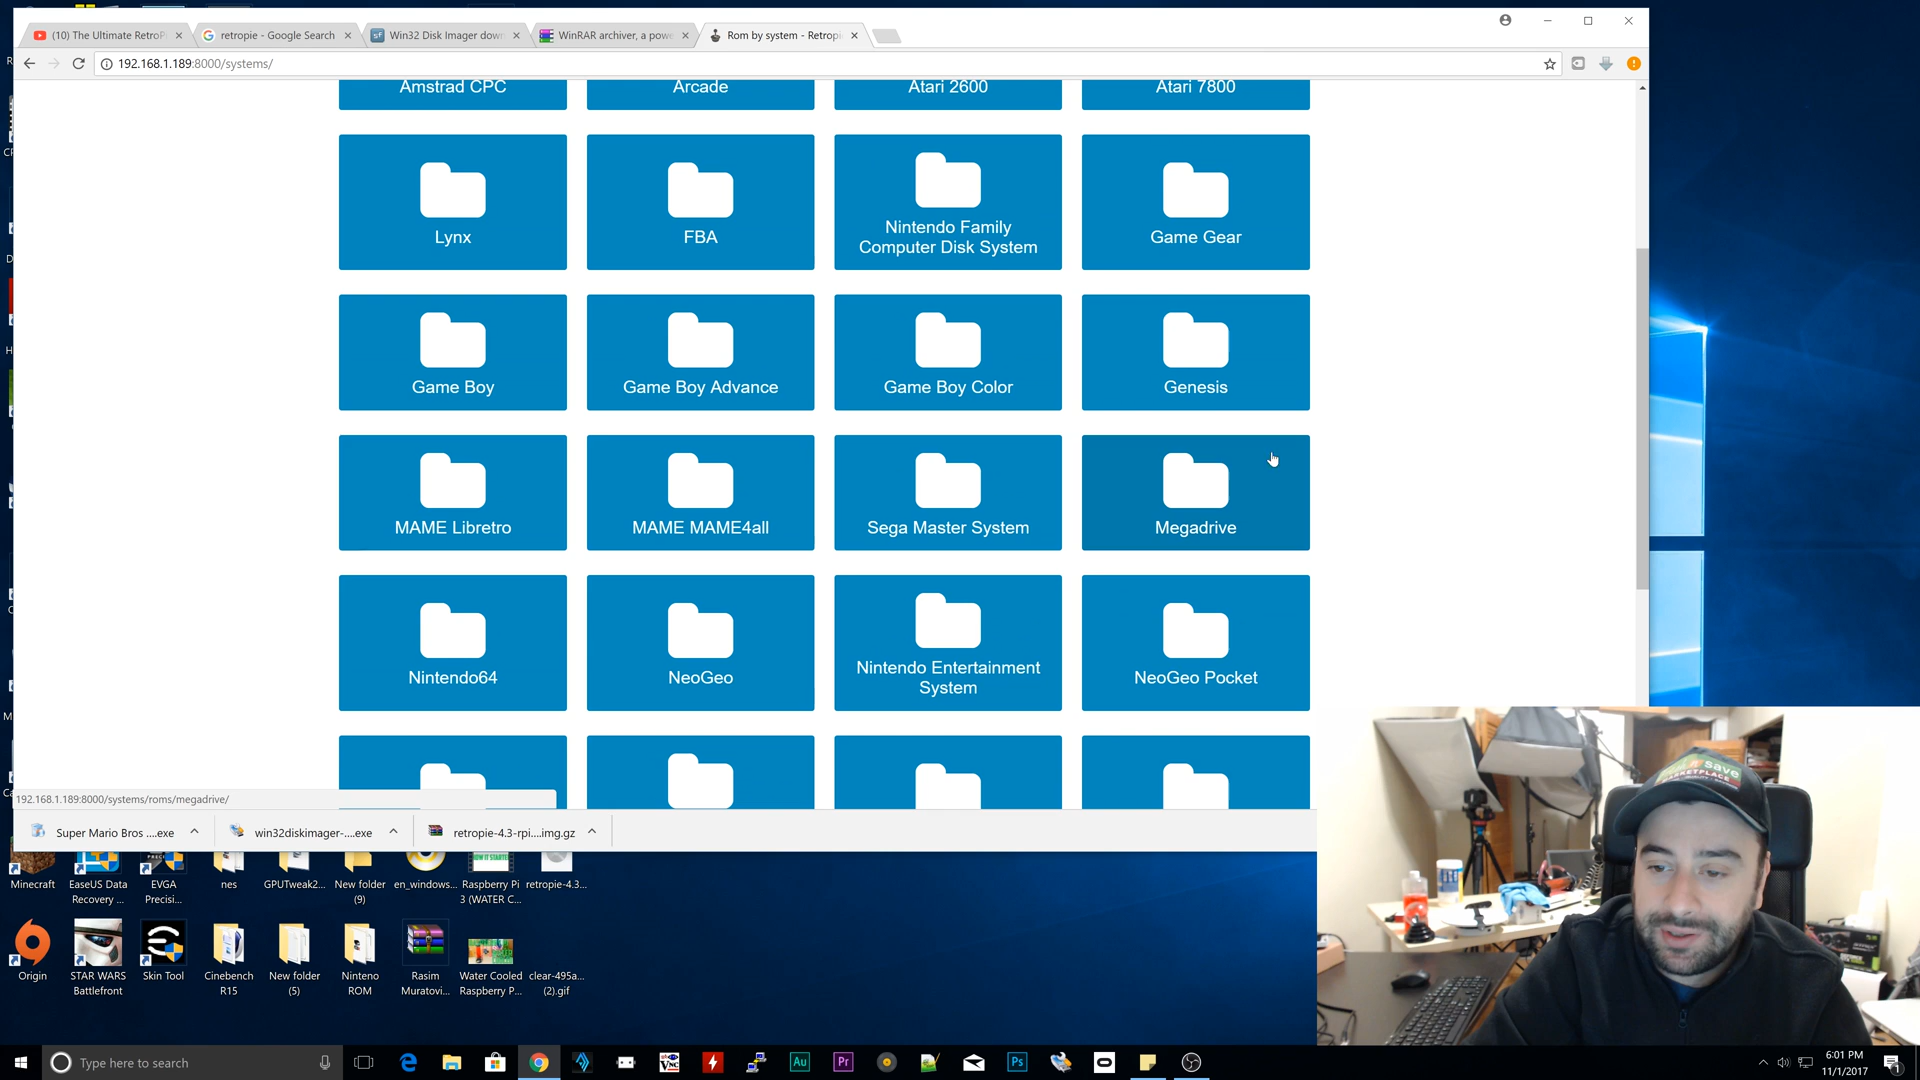 (10) The Ultimate RetroP
retropie - Google Search
Win32 Disk Imager down
WinRAR archiver, a powe
Rom by system - Retropi
192.168.1.189:8000/systems/
Amstrad CPC
Arcade
Atari 2600
Atari 7800
Lynx
FBA
Nintendo Family
Computer Disk System
Game Gear
Game Boy
Game Boy Advance
Game Boy Color
Genesis
MAME Libretro
MAME MAME4all
Sega Master System
Megadrive
Nintendo64
NeoGeo
Nintendo Entertainment
System
NeoGeo Pocket
192.168.1.189:8000/systems/roms/megadrive/
Super Mario Bros ....exe
win32diskimager-....exe
retropie-4.3-rpi....img.gz
Minecraft
EaseUS Data
Recovery ...
EVGA
Precisi...
nes
GPUTweak2...
New folder
(9)
en_windows...
Raspberry Pi
3 (WATER C...
retropie-4.3...
Origin
STAR WARS
Battlefront
Skin Tool
Cinebench
R15
New folder
(5)
Ninteno
ROM
Rasim
Muratovi...
Water Cooled
Raspberry P...
clear-495a...
(2).gif
save
Type here to search
6:01 PM
11/1/2017